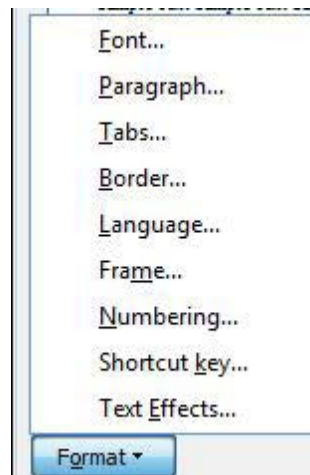 Font...
Paragraph...
Tabs...
Border...
Language...
Frame...
Numbering...
Shortcut key...
Text Effects...
Format